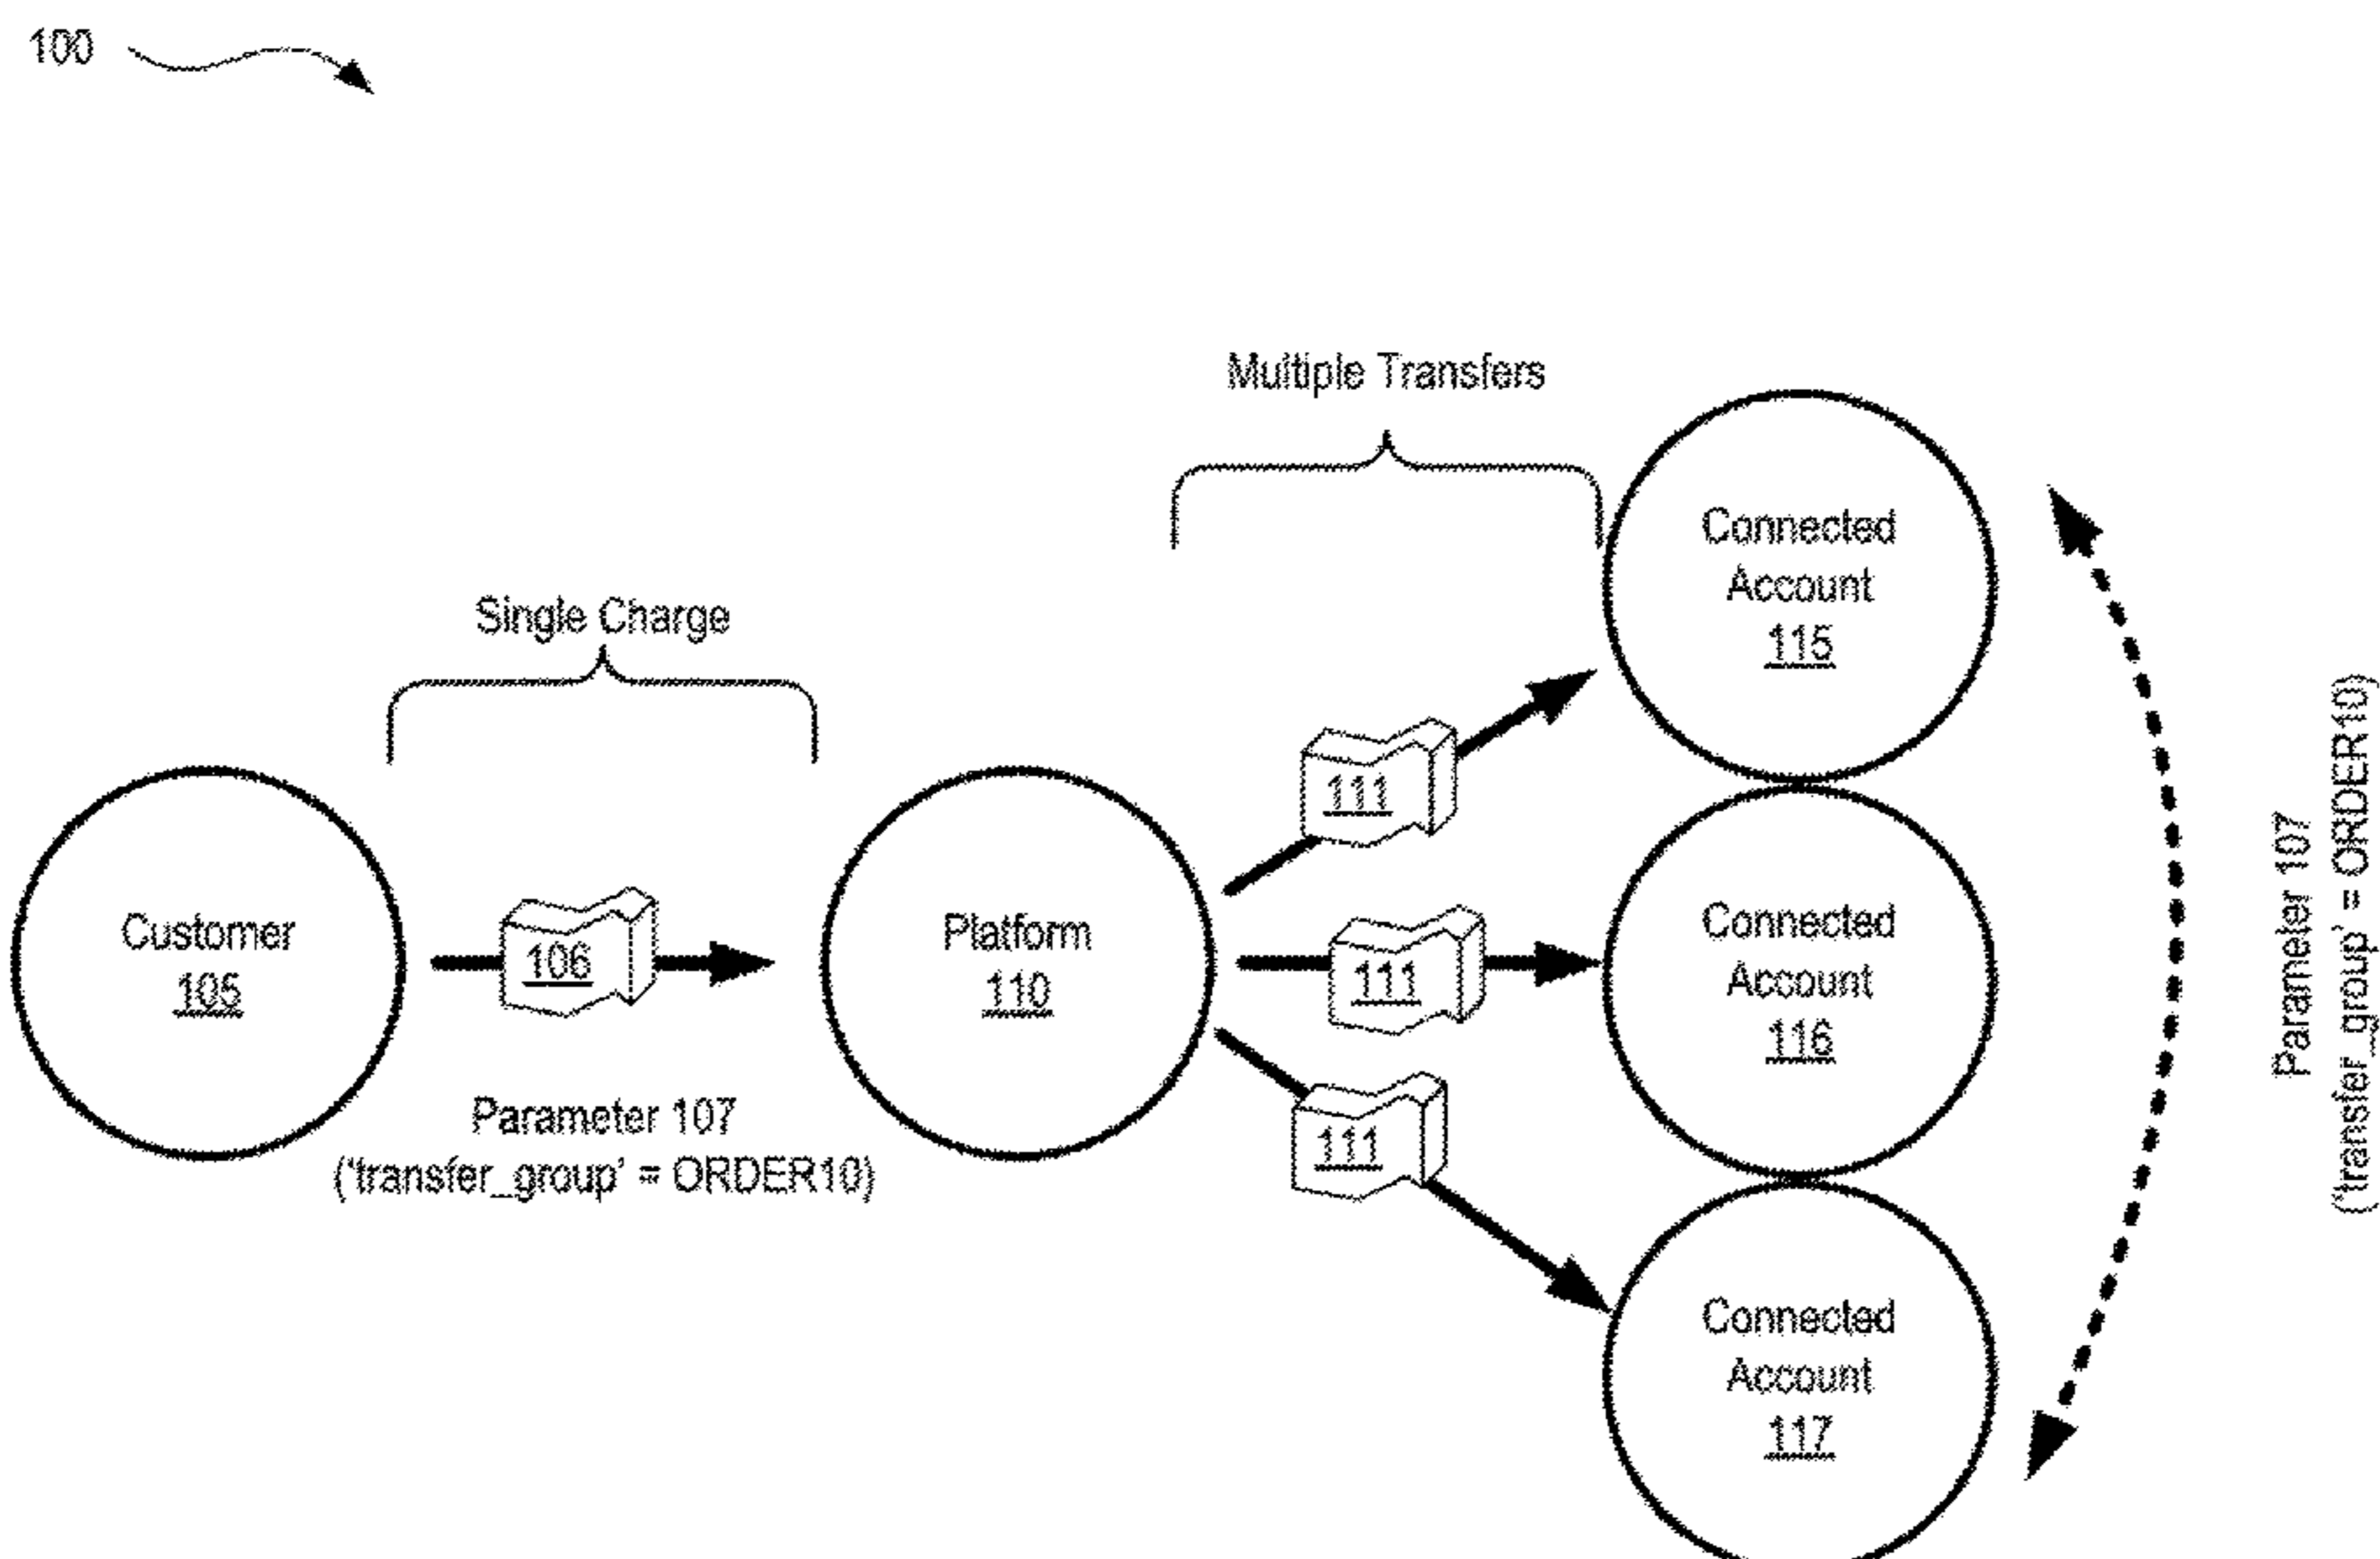 100
Multiple Transfers
Single Charge
Customer
105
106
Parameter 107
('transfer_group' = ORDER10)
Platform
110
111
111
111
Connected
Account
115
Connected
Account
116
Connected
Account
117
Parameter 107
('transfer_group' = ORDER10)